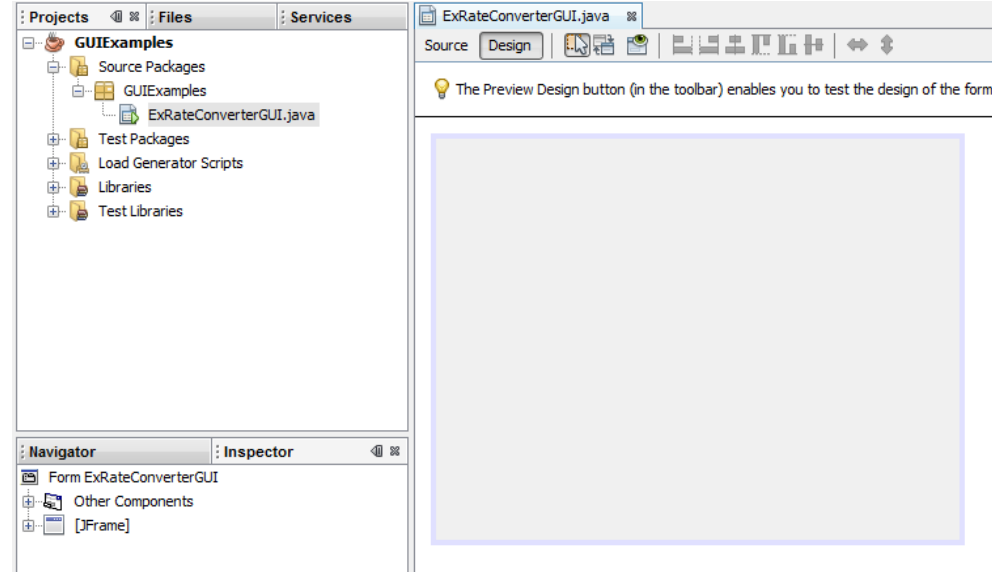 Projects Files Services
GUIExamples
Source Packages
GUIExamples
ExRateConverterGUI.java
Test Packages
Load Generator Scripts
Libraries
Test Libraries
Navigator Inspector
Form ExRateConverterGUI
Other Components
[JFrame]
ExRateConverterGUI.java
Source Design
The Preview Design button (in the toolbar) enables you to test the design of the form